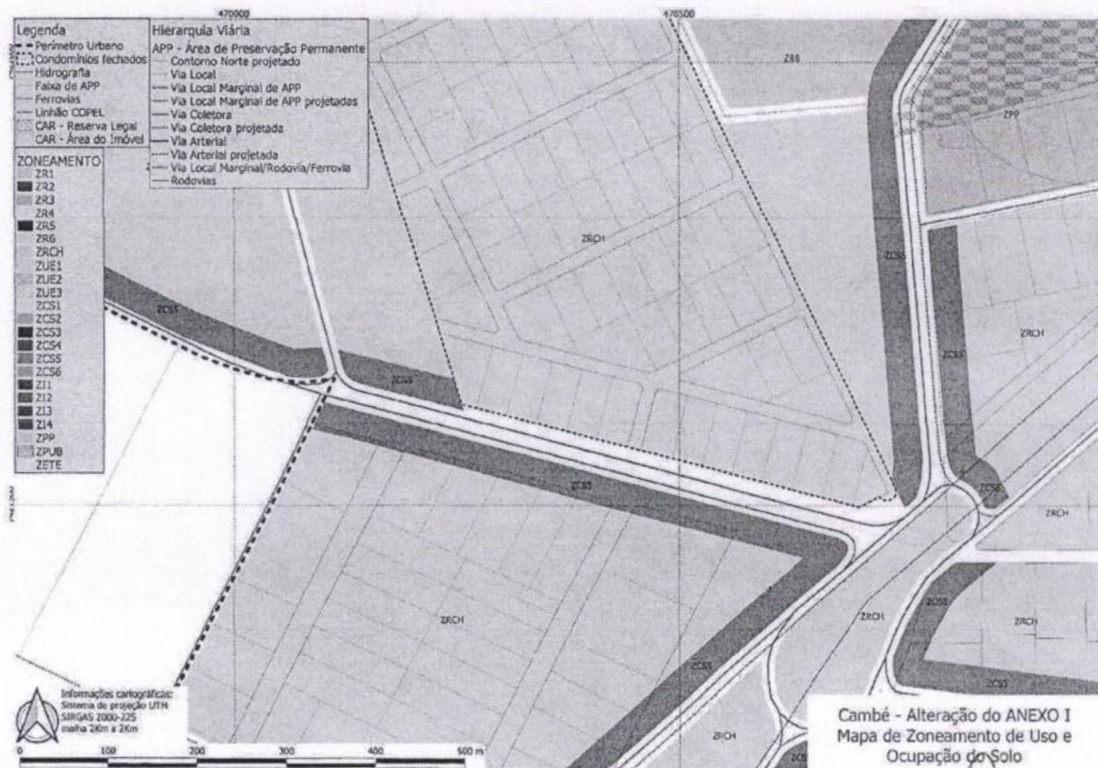 470000
470500
Legenda
Perímetro Urbano
Condomínios fechados
Hidrografia
Faixa de APP
Ferrovias
Linhão COPEL
CAR - Reserva Legal
CAR - Área do Imóvel
Hierarquia Viária
APP - Área de Preservação Permanente
Contorno Norte projetado
Via Local
Via Local Marginal de APP
Via Local Marginal de APP projetadas
Via Coletora
Via Coletora projetada
Via Arterial
Via Arterial projetada
Via Local Marginal/Rodovia/Ferrovia
Rodovias
ZONEAMENTO
ZR1
ZR2
ZR3
ZR4
ZR5
ZR6
ZRCH
ZUE1
ZUE2
ZUE3
ZCS1
ZCS2
ZCS3
ZCS4
ZCS5
ZCS6
ZI1
ZI2
ZI3
ZI4
ZPP
ZPUB
ZETE
ZR6
ZPP
ZRCH
ZCS5
ZRCH
ZCS5
ZCS5
ZCS5
ZRCH
ZCS5
ZRCH
ZRCH
ZRCH
ZCS5
ZCS5
ZCS5
ZRCH
Informações cartográficas:
Sistema de projeção UTM
SIRGAS 2000-22S
malha 2Km x 2Km
0 100 200 300 400 500 m
Cambé - Alteração do ANEXO I
Mapa de Zoneamento de Uso e
Ocupação do Solo